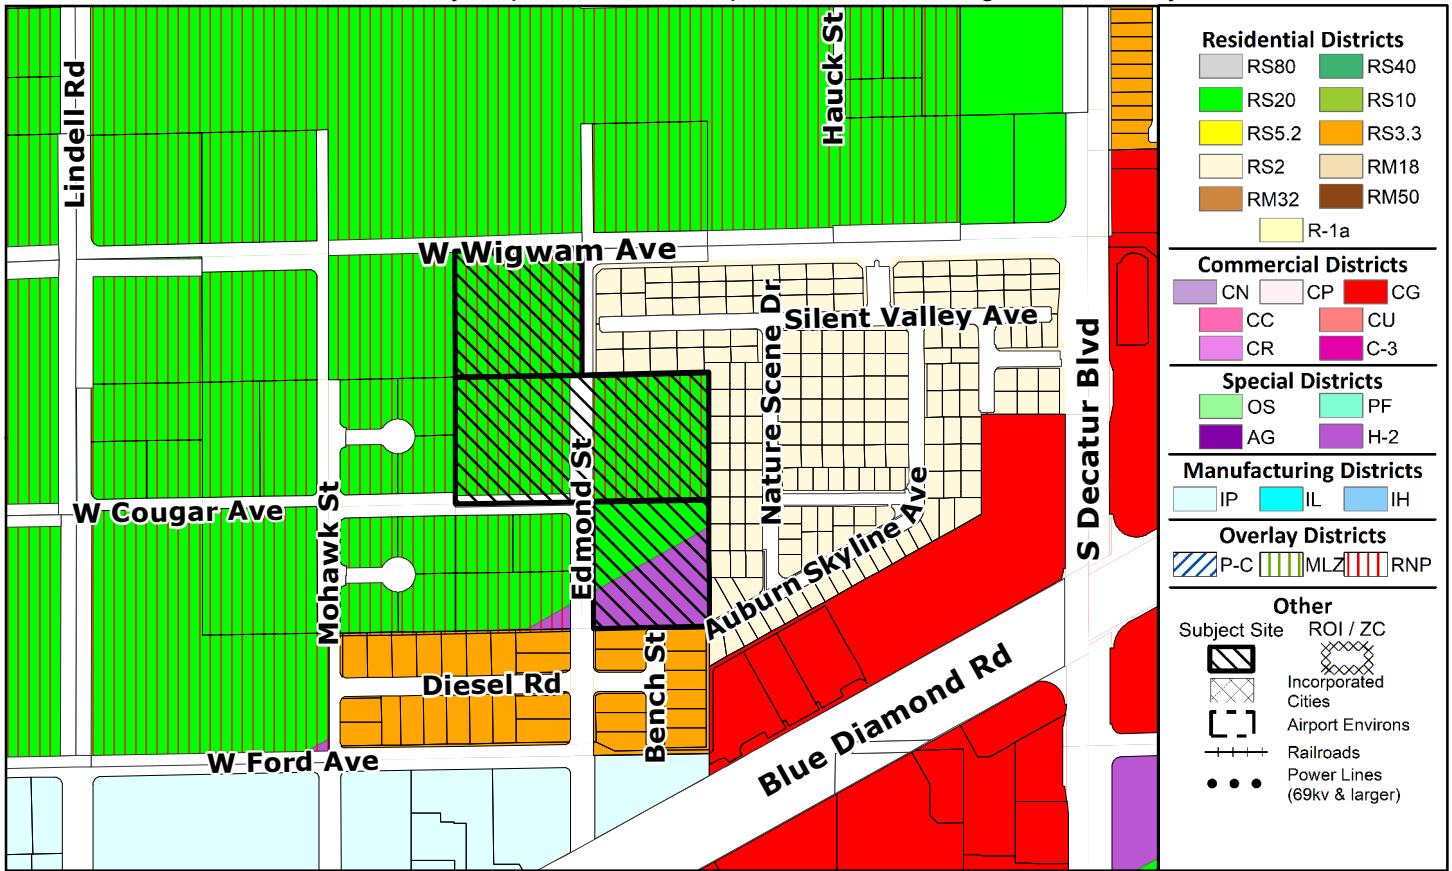 Hauck St
Lindell Rd
W Wigwam Ave
Silent Valley Ave
Nature Scene Dr
S Decatur Blvd
Edmond St
Mohawk St
W Cougar Ave
Auburn Skyline Ave
Bench St
Diesel Rd
Blue Diamond Rd
W Ford Ave
Residential Districts
RS80 RS40
RS20 RS10
RS5.2 RS3.3
RS2 RM18
RM32 RM50
R-1a
Commercial Districts
CN CP CG
CC CU
CR C-3
Special Districts
OS PF
AG H-2
Manufacturing Districts
IP IL IH
Overlay Districts
P-C MLZ RNP
Other
Subject Site ROI / ZC
Incorporated
Cities
Airport Environs
Railroads
Power Lines
(69kv & larger)